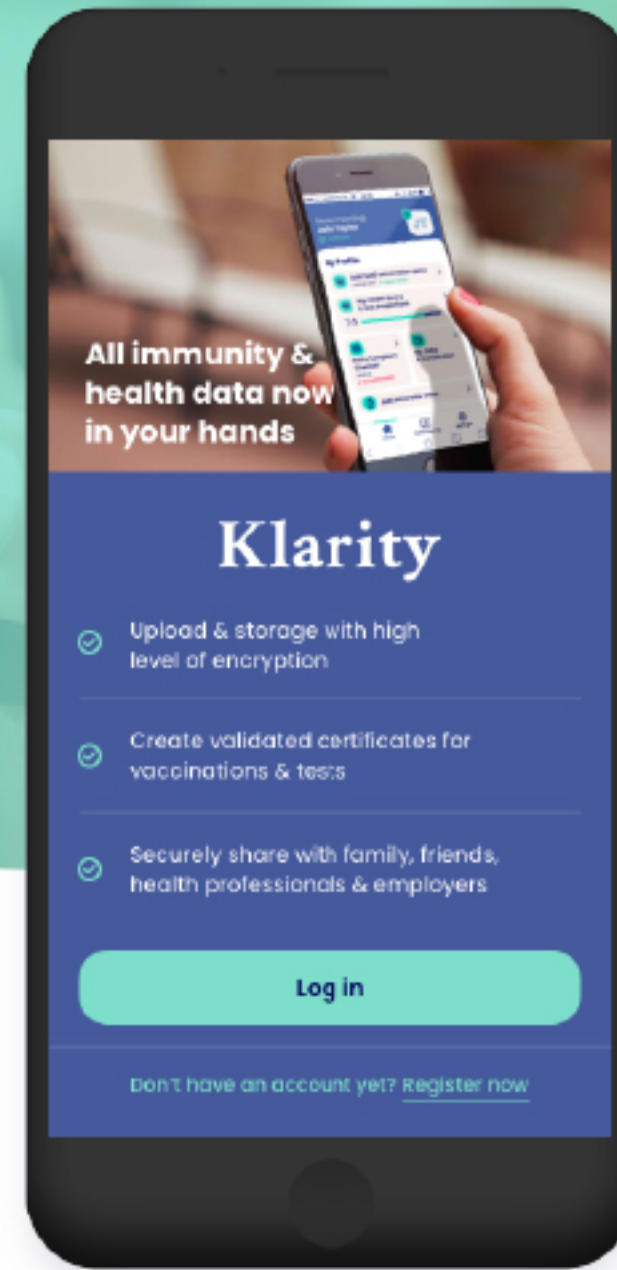 All immunity &
health data now
in your hands
Klarity
Upload & storage with high
level of encryption
Create validated certificates for
vaccinations & tests
Securely share with family, friends,
health professionals & employers
Log in
Don't have an account yet? Register now